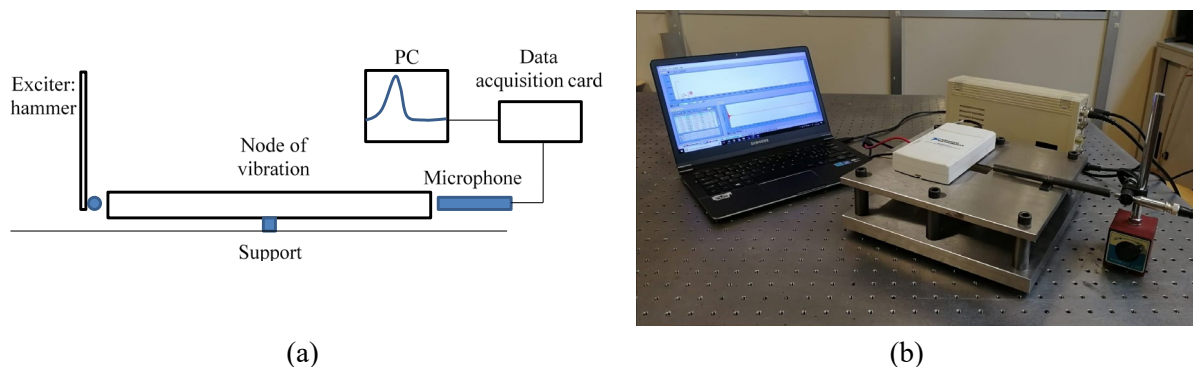 PC
Data
acquisition card
Exciter:
hammer
Node of
vibration
Microphone
Support
SAMSUNG
(a)
(b)